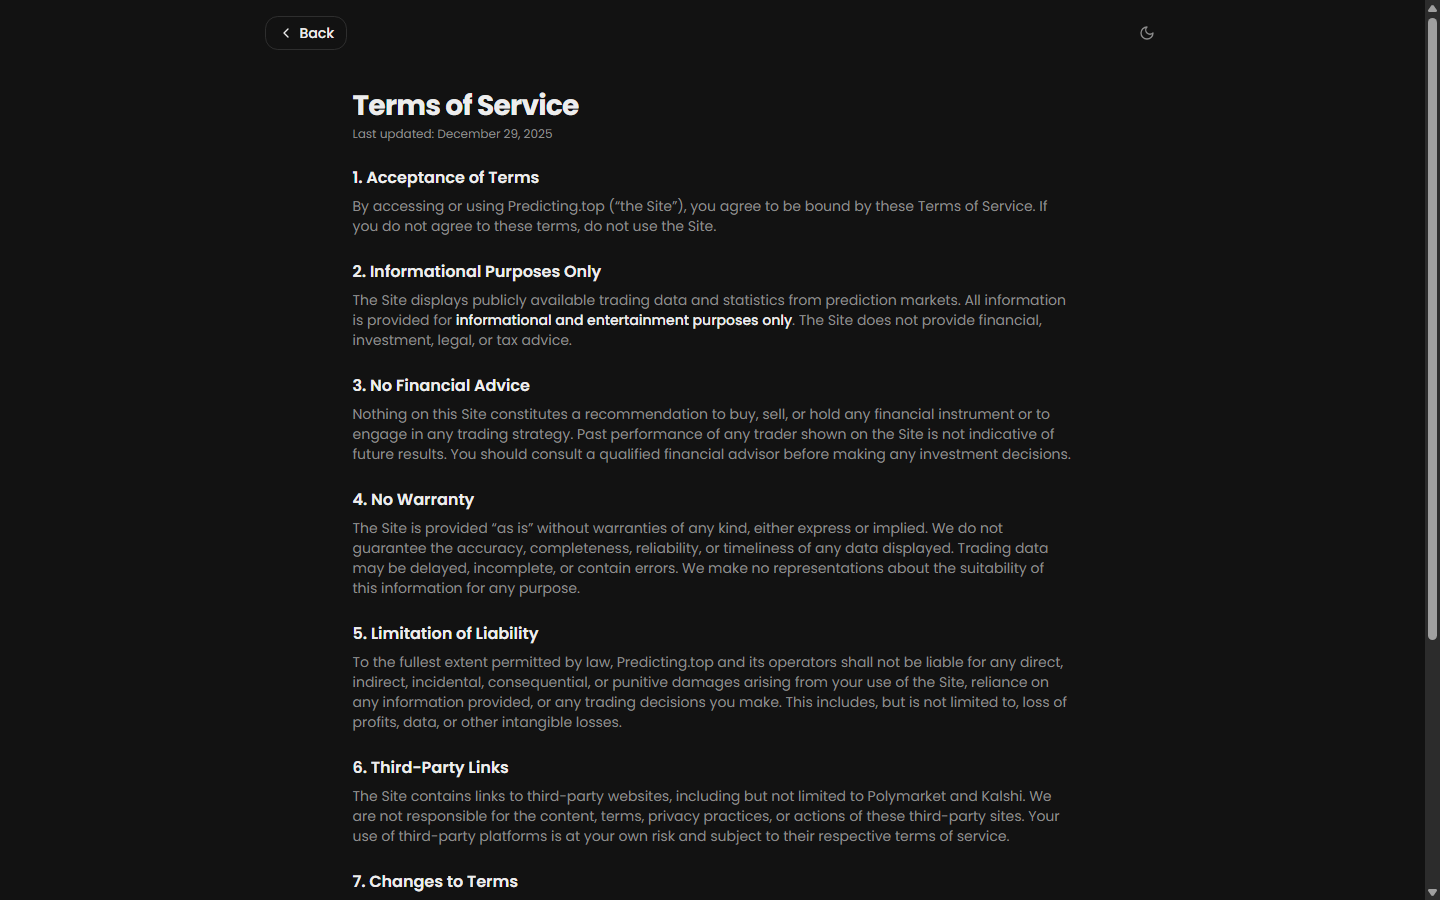 Back
Terms of Service
Last updated: December 29, 2025
1. Acceptance of Terms
By accessing or using Predicting.top (“the Site”), you agree to be bound by these Terms of Service. If
you do not agree to these terms, do not use the Site.
2. Informational Purposes Only
The Site displays publicly available trading data and statistics from prediction markets. All information
is provided for informational and entertainment purposes only. The Site does not provide financial,
investment, legal, or tax advice.
3. No Financial Advice
Nothing on this Site constitutes a recommendation to buy, sell, or hold any financial instrument or to
engage in any trading strategy. Past performance of any trader shown on the Site is not indicative of
future results. You should consult a qualified financial advisor before making any investment decisions.
4. No Warranty
The Site is provided “as is” without warranties of any kind, either express or implied. We do not
guarantee the accuracy, completeness, reliability, or timeliness of any data displayed. Trading data
may be delayed, incomplete, or contain errors. We make no representations about the suitability of
this information for any purpose.
5. Limitation of Liability
To the fullest extent permitted by law, Predicting.top and its operators shall not be liable for any direct,
indirect, incidental, consequential, or punitive damages arising from your use of the Site, reliance on
any information provided, or any trading decisions you make. This includes, but is not limited to, loss of
profits, data, or other intangible losses.
6. Third-Party Links
The Site contains links to third-party websites, including but not limited to Polymarket and Kalshi. We
are not responsible for the content, terms, privacy practices, or actions of these third-party sites. Your
use of third-party platforms is at your own risk and subject to their respective terms of service.
7. Changes to Terms